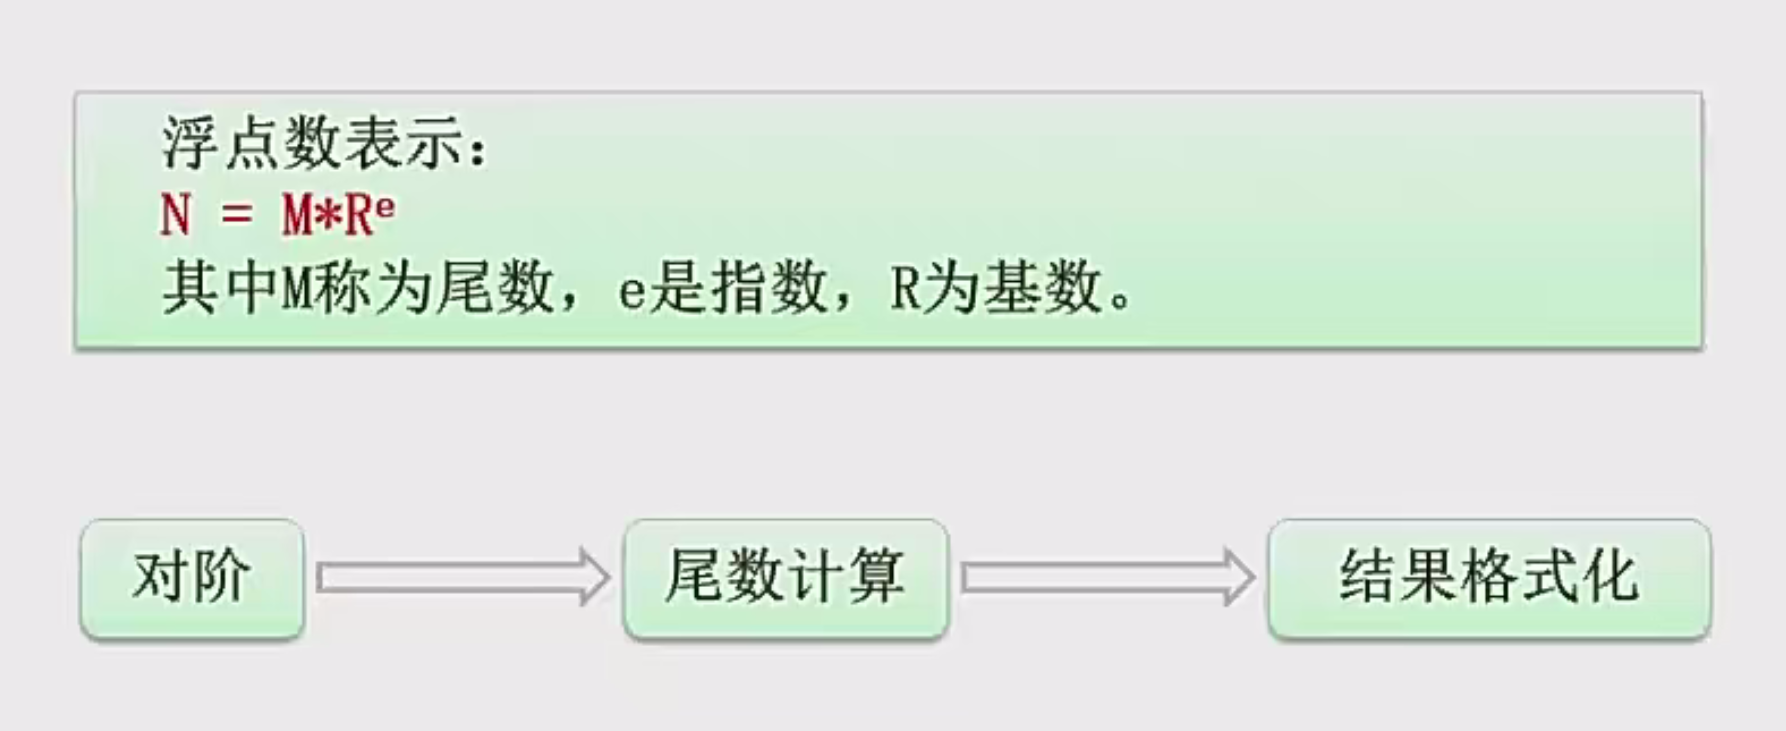 浮点数表示：
N = M*Rᵉ
其中M称为尾数，e是指数，R为基数。
对阶
尾数计算
结果格式化